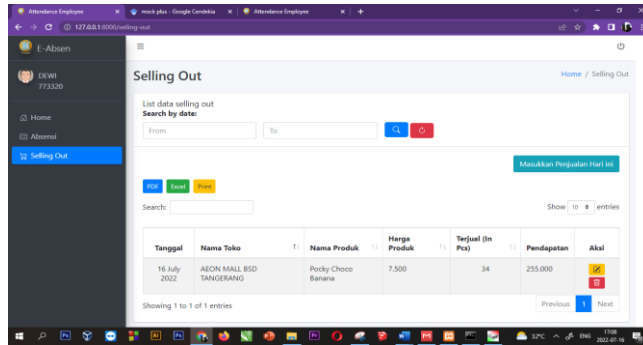 Attendance Employee
mock plus - Google Cendekia
Attendance Employee
127.0.0.1:8000/selling-out
E-Absen
DEWI
773320
Home
Absensi
Selling Out
Selling Out
Home / Selling Out
List data selling out
Search by date:
From
To
Masukkan Penjualan Hari ini
PDF
Excel
Print
Search:
Show 10 entries
Tanggal
Nama Toko
Nama Produk
Harga Produk
Terjual (In Pcs)
Pendapatan
Aksi
16 July 2022
AEON MALL BSD TANGERANG
Pocky Choco Banana
7.500
34
255.000
Showing 1 to 1 of 1 entries
Previous
1
Next
32°C
ENG
17:08
2022-07-16